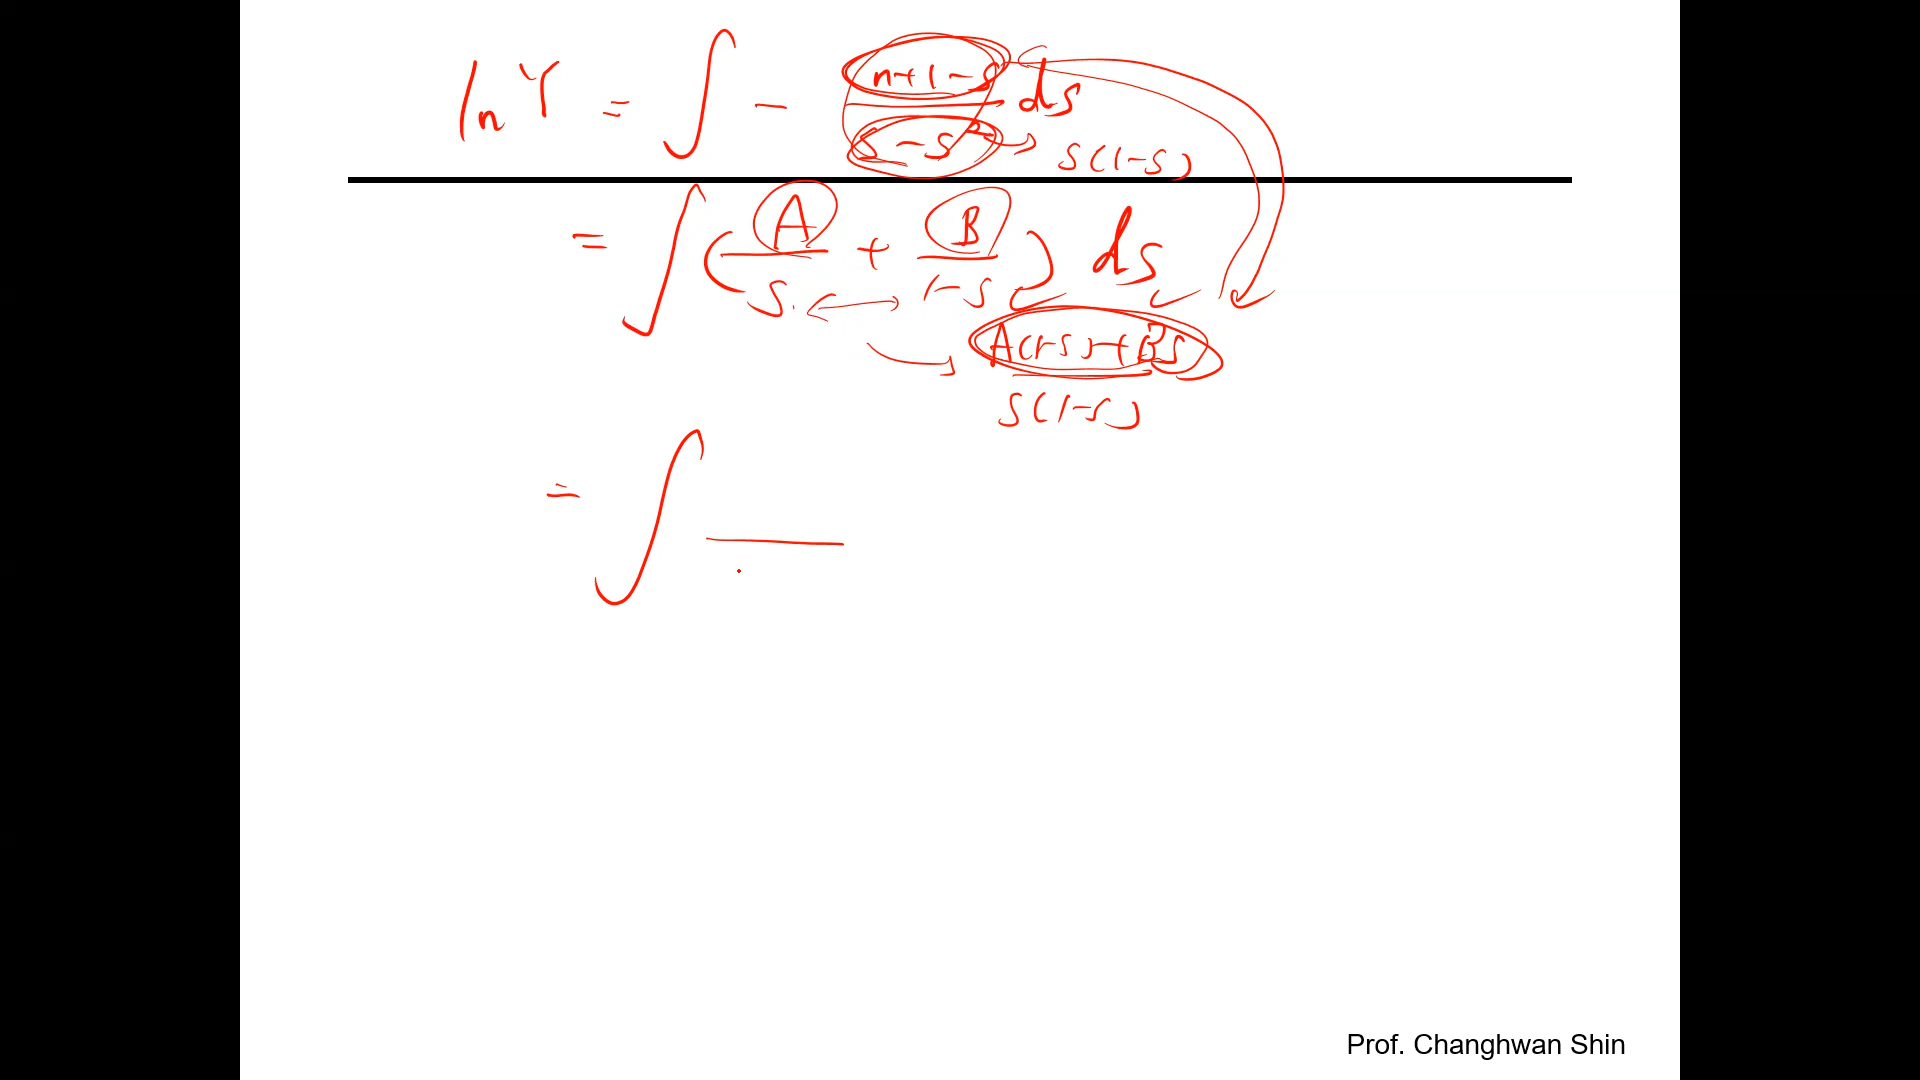 ln Y = ∫ - (n+1-s)/(s-s²) ds
→ s(1-s)
= ∫ (A/s + B/(1-s)) ds
→ (A(1-s)+Bs)/(s(1-s))
= ∫
Prof. Changhwan Shin